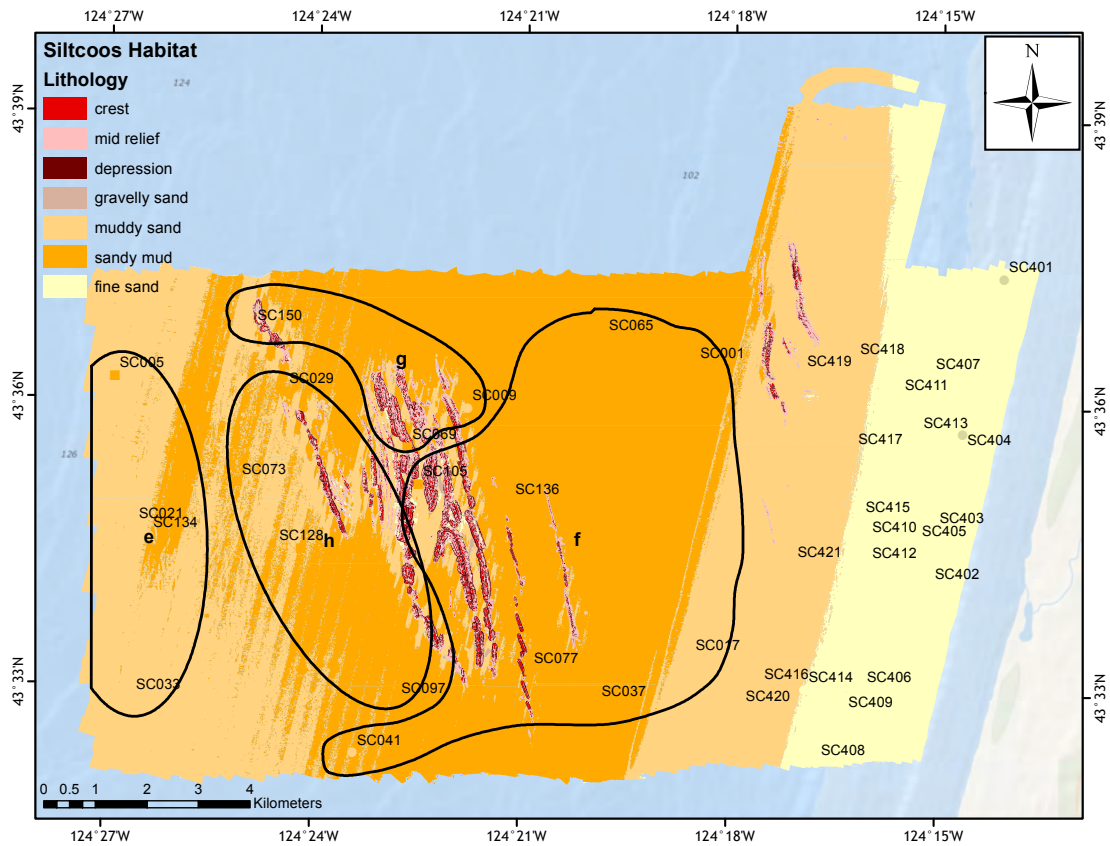 124°27'W 124°24'W 124°21'W 124°18'W 124°15'W
Siltcoos Habitat
Lithology
crest
mid relief
depression
gravelly sand
muddy sand
sandy mud
fine sand
N
124
102
126
43°39'N
43°39'N
43°36'N
43°36'N
43°33'N
43°33'N
SC401
SC150
SC065
SC001
SC418
SC005
SC419
SC407
g
SC029
SC411
SC009
SC413
SC069
SC417
SC404
SC073
SC105
SC136
SC415
SC021
SC403
SC134
SC410
SC405
e
SC128
h
f
SC421
SC412
SC402
SC017
SC077
SC416
SC414
SC406
SC033
SC097
SC037
SC420
SC409
SC041
SC408
0 0.5 1 2 3 4
Kilometers
124°27'W 124°24'W 124°21'W 124°18'W 124°15'W